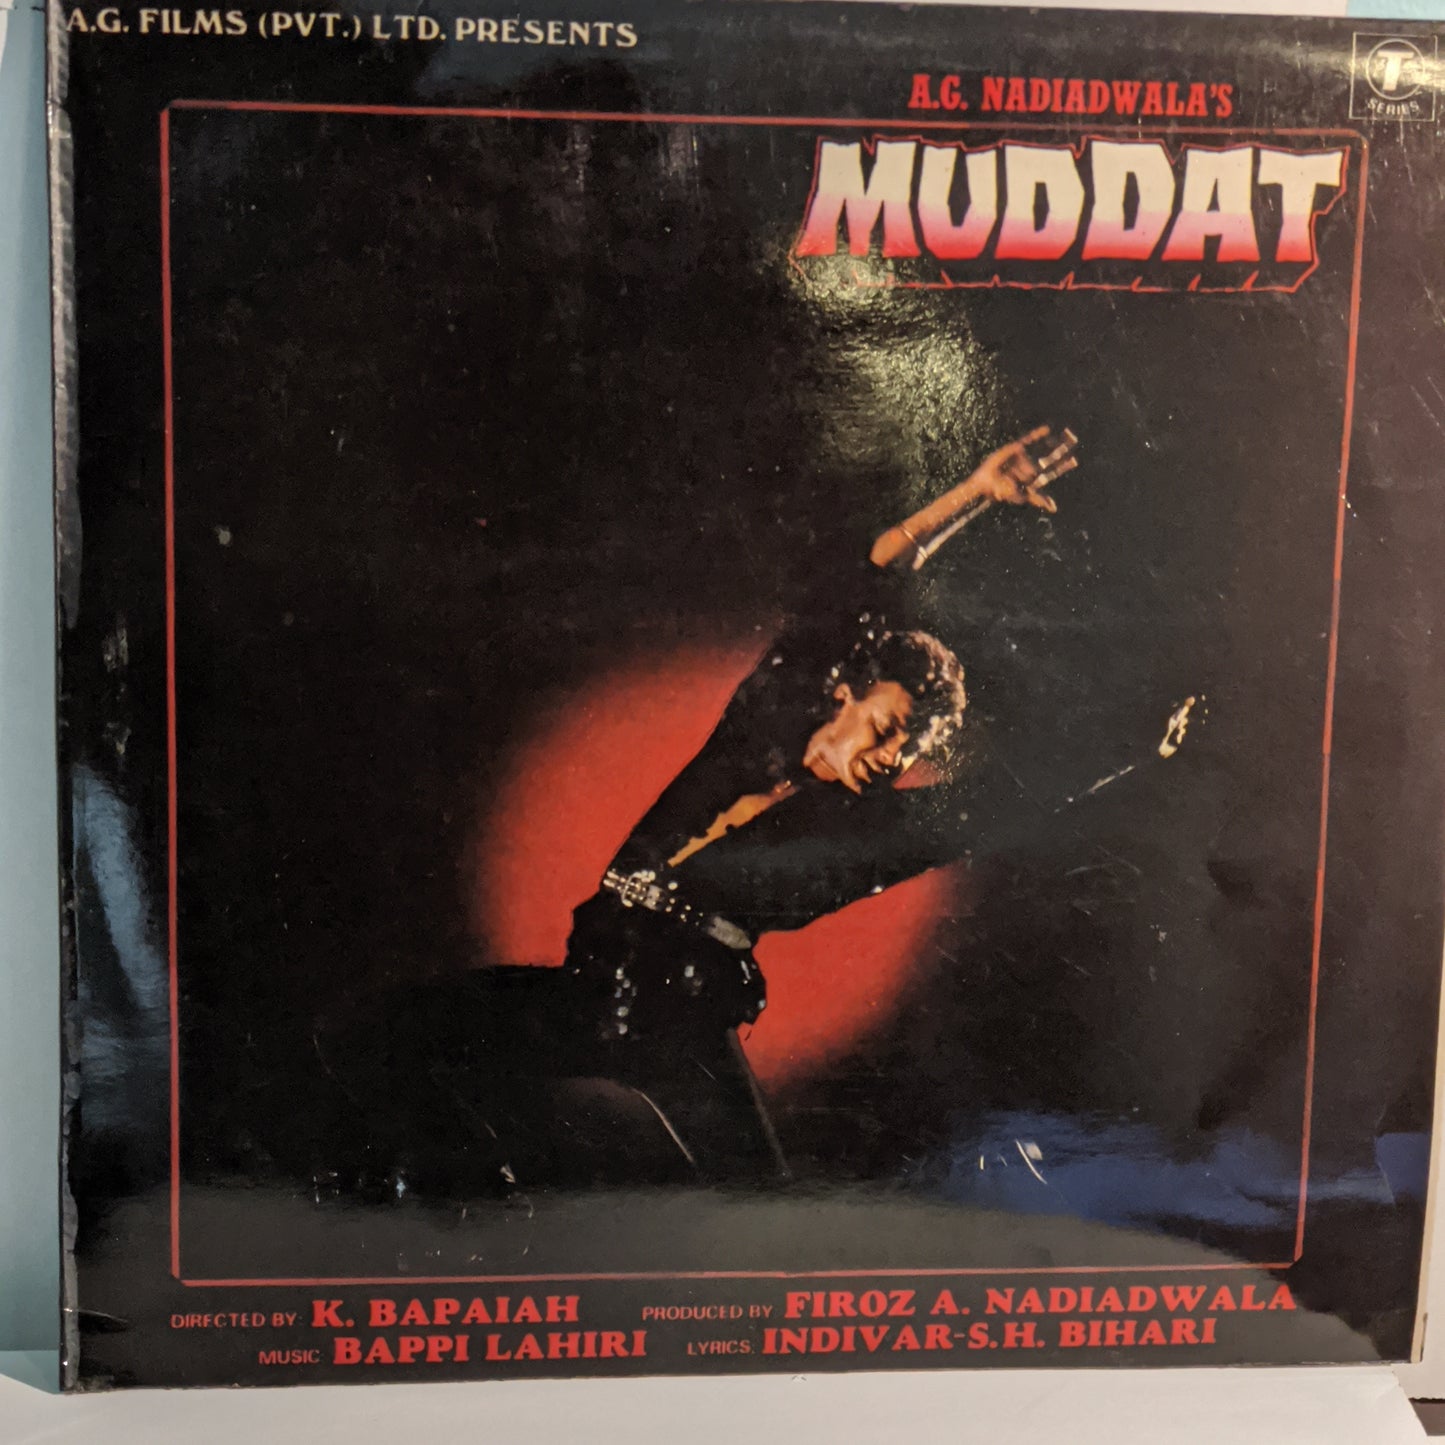 A.G. FILMS (PVT.) LTD. PRESENTS
T
SERIES
A.G. NADIADWALA'S
MUDDAT
DIRECTED BY: K. BAPAIAH PRODUCED BY FIROZ A. NADIADWALA
MUSIC: BAPPI LAHIRI LYRICS: INDIVAR-S.H. BIHARI